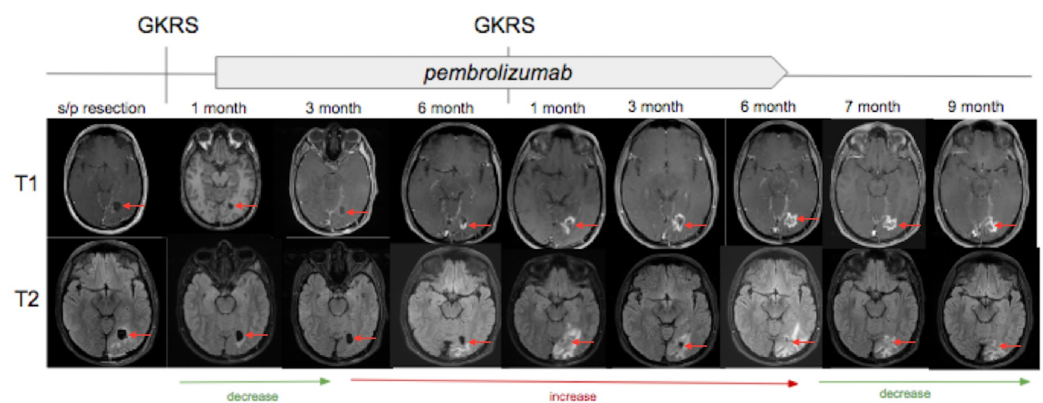 GKRS GKRS
pembrolizumab
s/p resection 1 month 3 month 6 month 1 month 3 month 6 month 7 month 9 month
T1
T2
decrease increase decrease